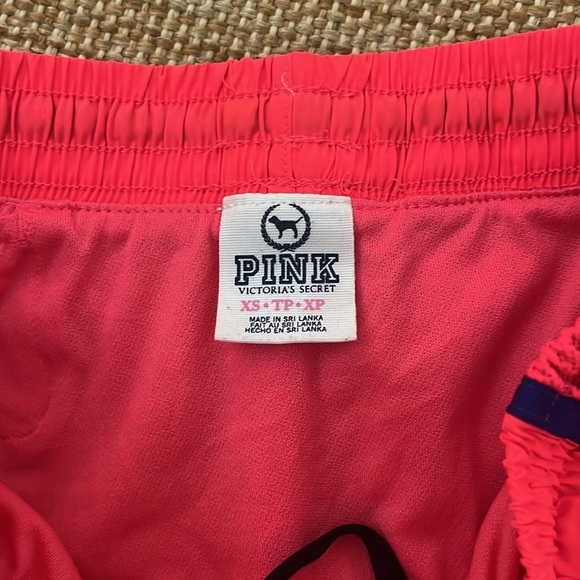 PINK
VICTORIA'S SECRET
XS • TP • XP
MADE IN SRI LANKA
FAIT AU SRI LANKA
HECHO EN SRI LANKA